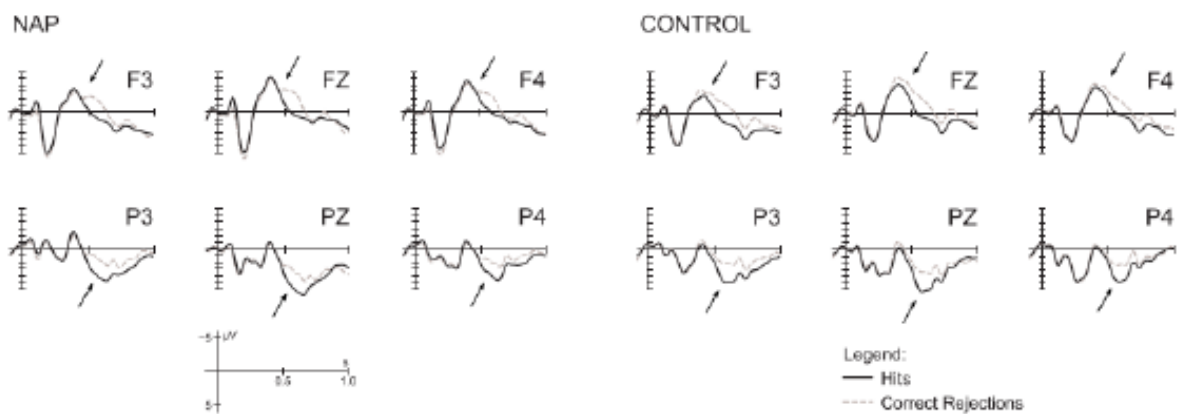 NAP
CONTROL
F3 FZ F4 F3 FZ F4
P3 PZ P4 P3 PZ P4
-5 μV
s
0.5 1.0
5
Legend:
Hits
Correct Rejections